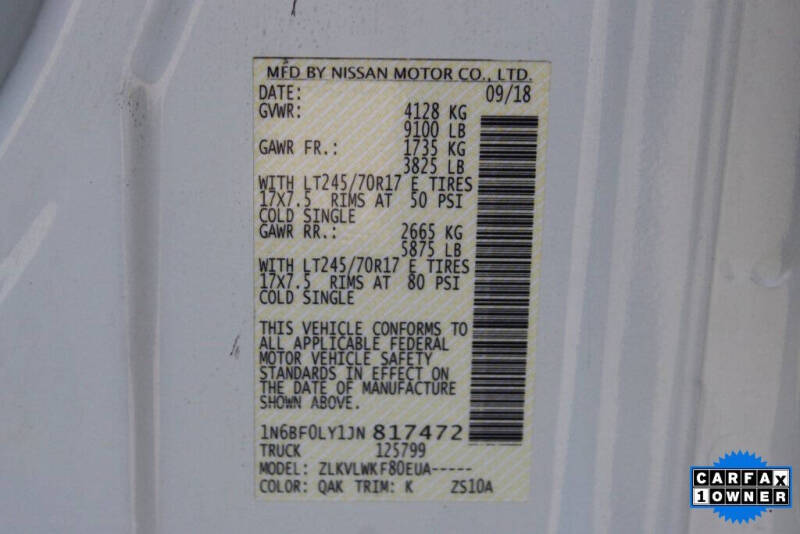 MFD BY NISSAN MOTOR CO., LTD.
DATE: 09/18
GVWR: 4128 KG
9100 LB
GAWR FR.: 1735 KG
3825 LB
WITH LT245/70R17 E TIRES
17X7.5 RIMS AT 50 PSI
COLD SINGLE
GAWR RR.: 2665 KG
5875 LB
WITH LT245/70R17 E TIRES
17X7.5 RIMS AT 80 PSI
COLD SINGLE
THIS VEHICLE CONFORMS TO
ALL APPLICABLE FEDERAL
MOTOR VEHICLE SAFETY
STANDARDS IN EFFECT ON
THE DATE OF MANUFACTURE
SHOWN ABOVE.
1N6BF0LY1JN 817472
TRUCK 125799
MODEL: ZLKVLWKF80EUA-----
COLOR: QAK TRIM: K ZS10A
CARFAX
1 OWNER